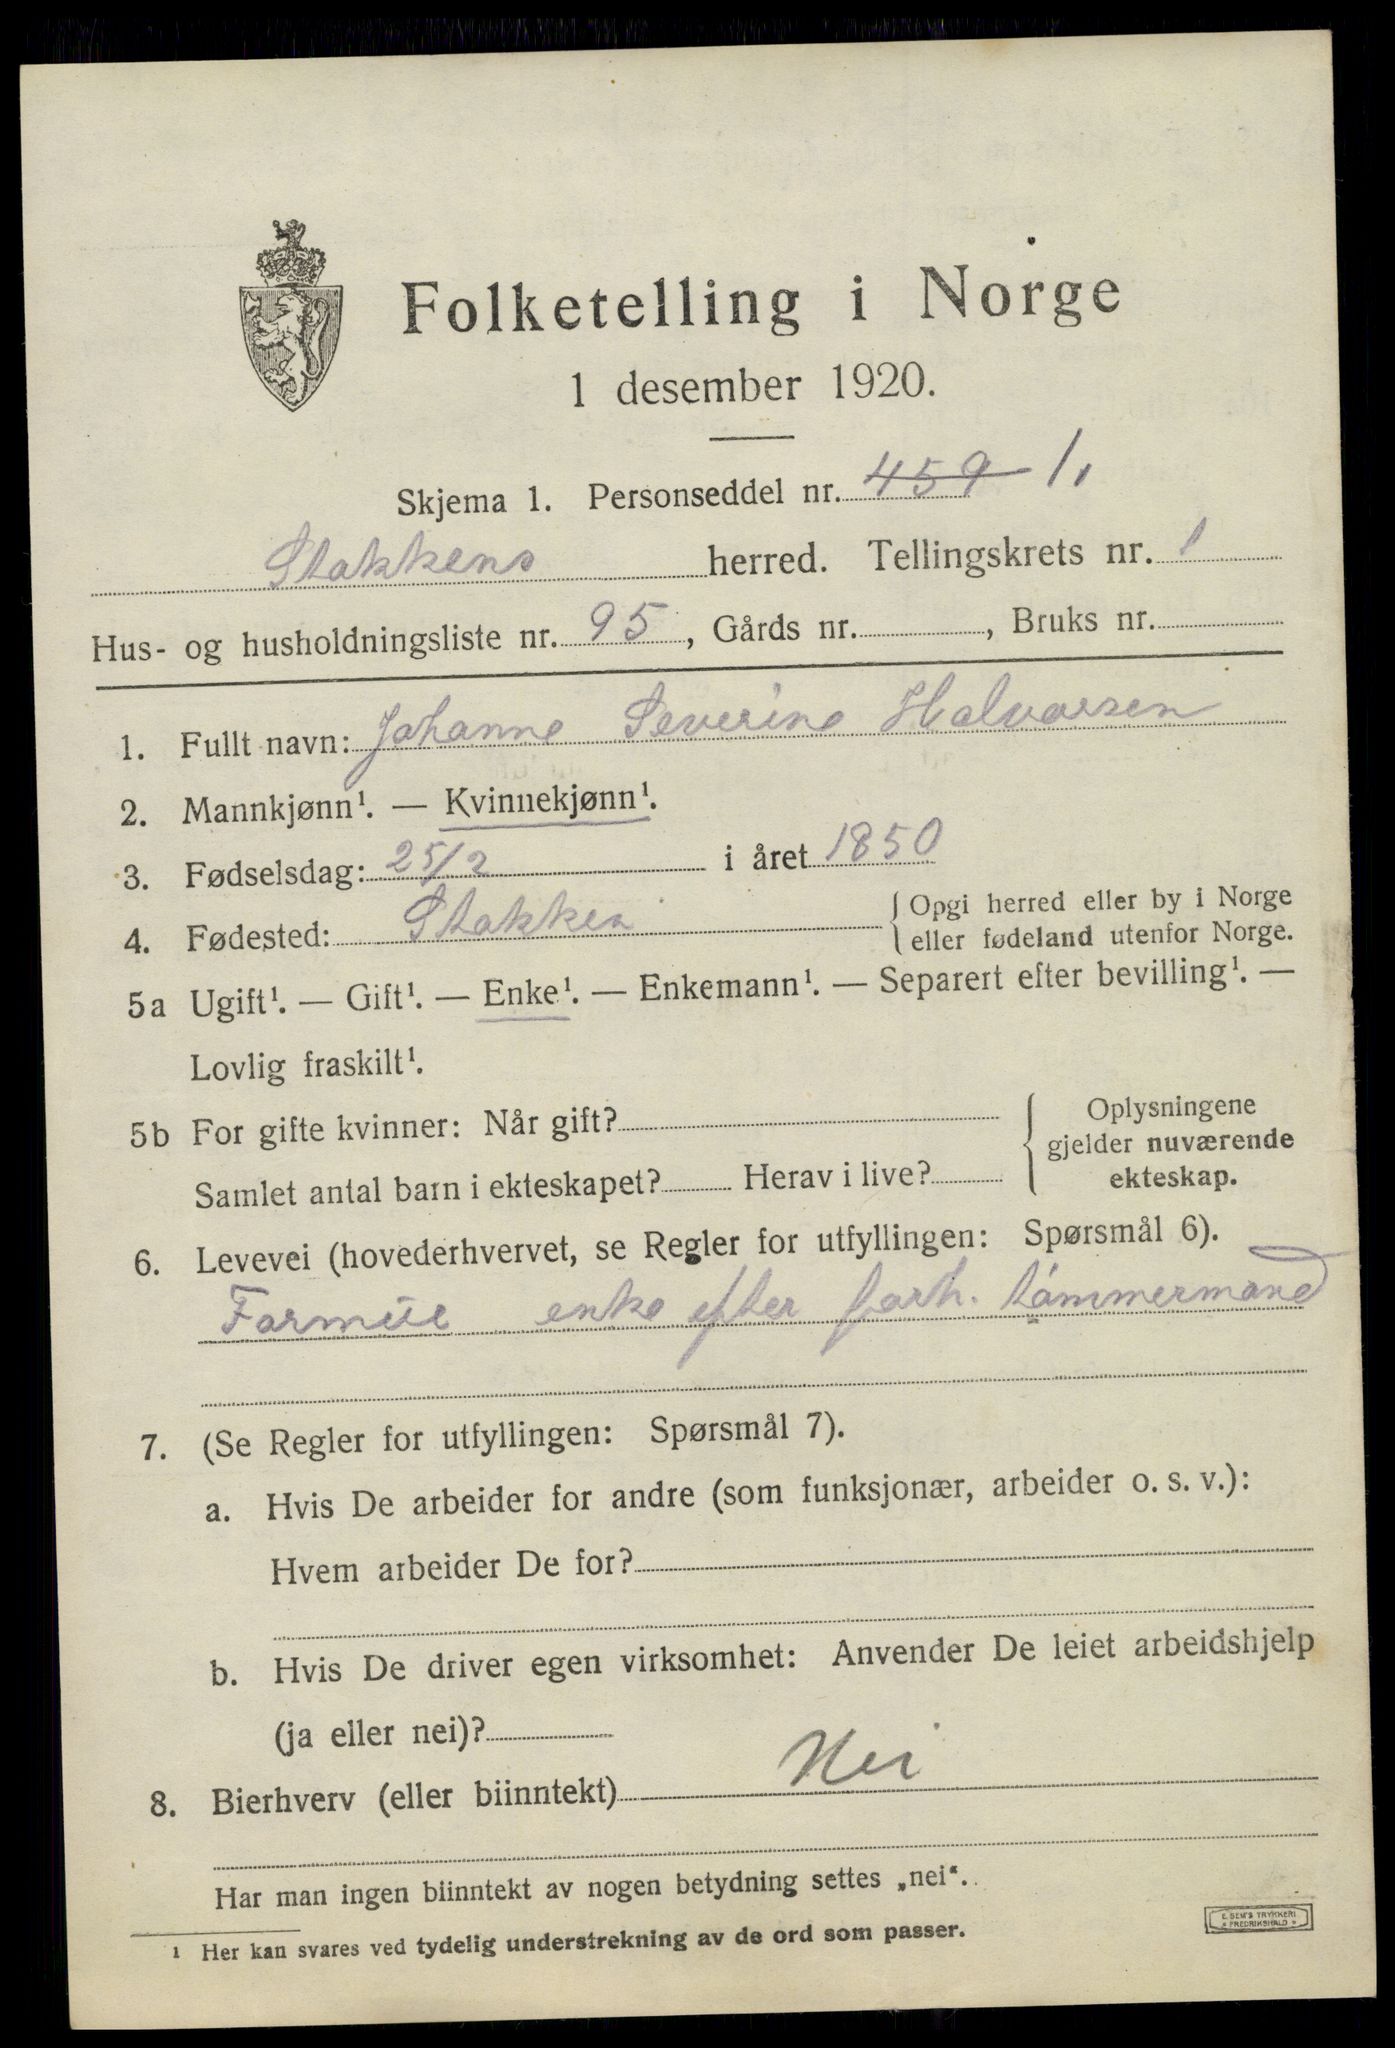 Folketelling i Norge
1 desember 1920.
Skjema 1. Personseddel nr. 459 1,
Stokkens herred. Tellingskrets nr. 1
Hus- og husholdningsliste nr. 95, Gårds nr. , Bruks nr.
1. Fullt navn: Johanne Severine Halvorsen
2. Mannkjønn¹. — Kvinnekjønn¹.
3. Fødselsdag: 25/2 i året 1850
4. Fødested: Stokken { Opgi herred eller by i Norge
eller fødeland utenfor Norge.
5a Ugift¹. — Gift¹. — Enke¹. — Enkemann¹. — Separert efter bevilling¹. —
Lovlig fraskilt¹.
5b For gifte kvinner: Når gift?
Samlet antal barn i ekteskapet? Herav i live?
Oplysningene
gjelder nuværende
ekteskap.
6. Levevei (hovederhvervet, se Regler for utfyllingen: Spørsmål 6).
Formue enke efter forh. tømmermand
7. (Se Regler for utfyllingen: Spørsmål 7).
a. Hvis De arbeider for andre (som funksjonær, arbeider o. s. v.):
Hvem arbeider De for?
b. Hvis De driver egen virksomhet: Anvender De leiet arbeidshjelp
(ja eller nei)?
8. Bierhverv (eller biinntekt) Nei
Har man ingen biinntekt av nogen betydning settes „nei“.
¹ Her kan svares ved tydelig understrekning av de ord som passer.
E. SEM'S TRYKKERI
FREDRIKSHALD